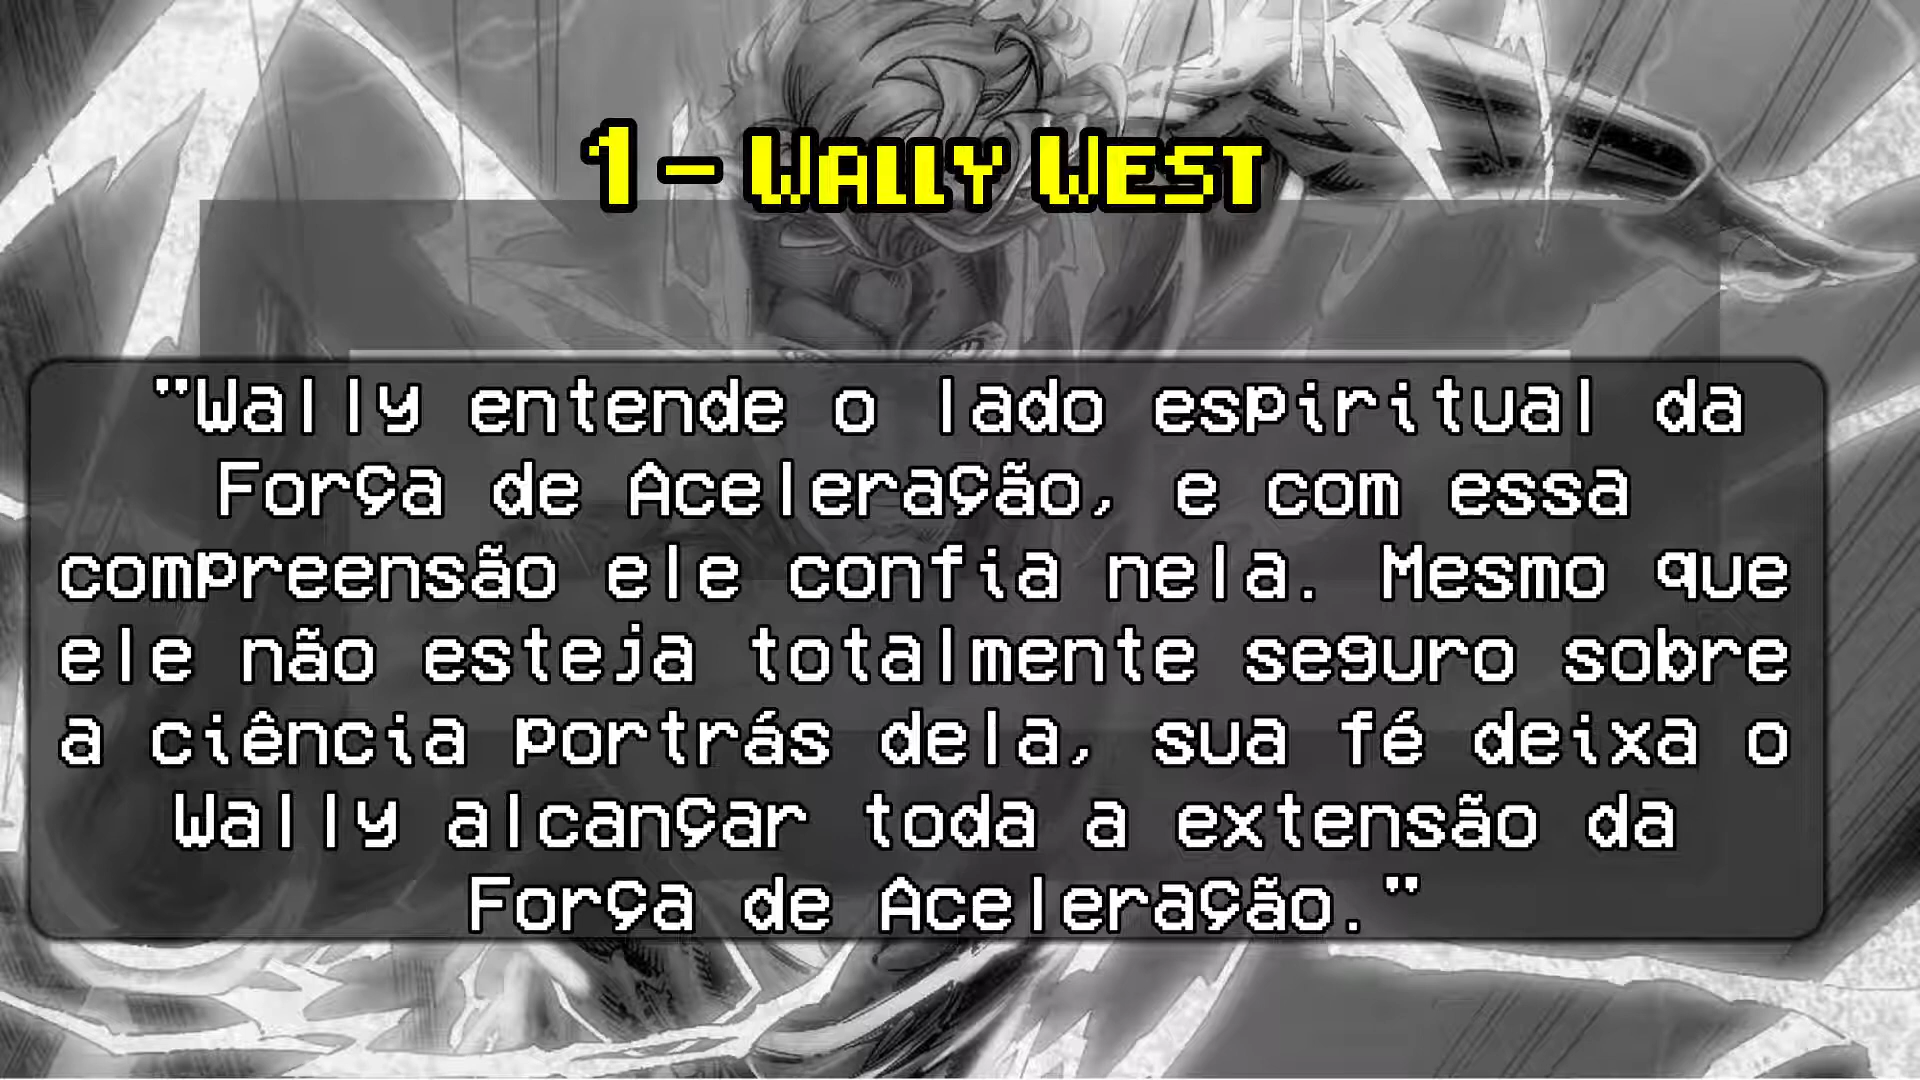 1 - Wally West
"Wally entende o lado espiritual da
Força de Aceleração, e com essa
compreensão ele confia nela. Mesmo que
ele não esteja totalmente seguro sobre
a ciência portrás dela, sua fé deixa o
Wally alcançar toda a extensão da
Força de Aceleração."